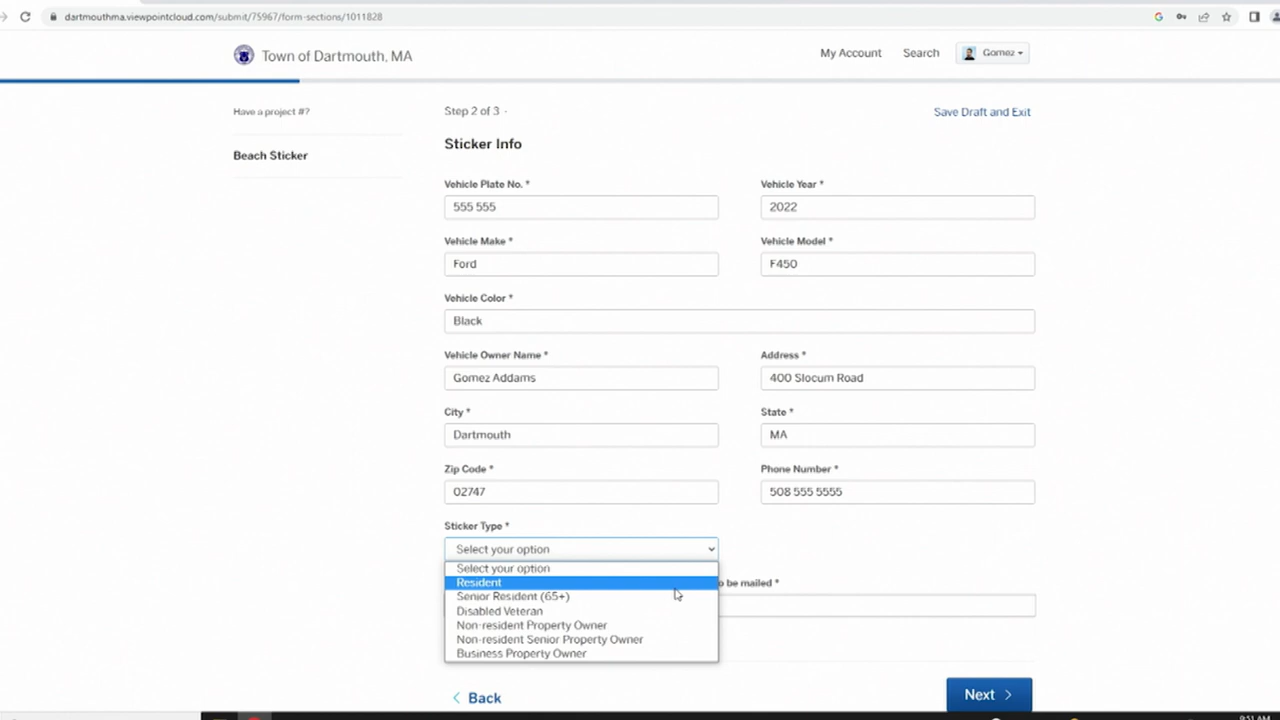 dartmouthma.viewpointcloud.com/submit/75967/form-sections/1011828
Town of Dartmouth, MA
My Account
Search
Gomez
Have a project #?
Beach Sticker
Step 2 of 3 -
Save Draft and Exit
Sticker Info
Vehicle Plate No. *
Vehicle Year *
555 555
2022
Vehicle Make *
Vehicle Model *
Ford
F450
Vehicle Color *
Black
Vehicle Owner Name *
Address *
Gomez Addams
400 Slocum Road
City *
State *
Dartmouth
MA
Zip Code *
Phone Number *
02747
508 555 5555
Sticker Type *
Select your option
Select your option
Resident
Senior Resident (65+)
Disabled Veteran
Non-resident Property Owner
Non-resident Senior Property Owner
Business Property Owner
be mailed *
Back
Next
9:51 AM